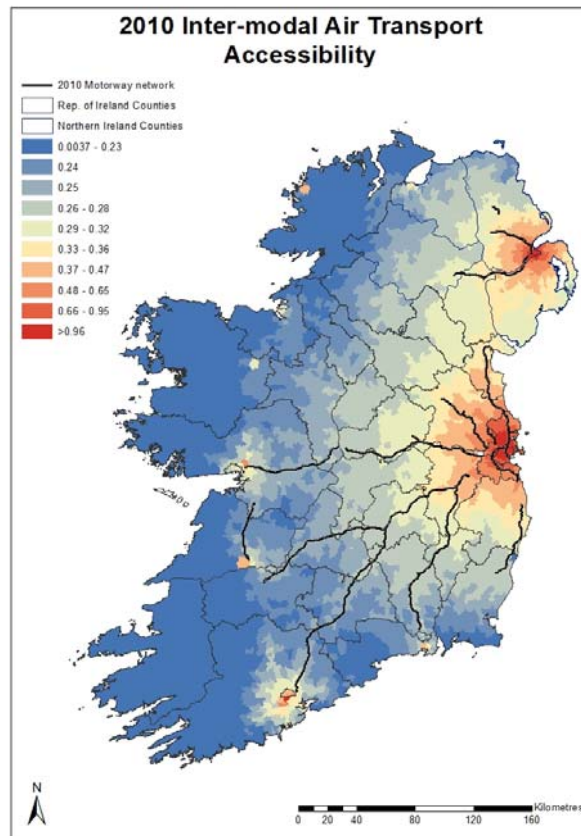 2010 Inter-modal Air Transport
Accessibility
2010 Motorway network
Rep. of Ireland Counties
Northern Ireland Counties
0.0037 - 0.23
0.24
0.25
0.26 - 0.28
0.29 - 0.32
0.33 - 0.36
0.37 - 0.47
0.48 - 0.65
0.66 - 0.95
>0.96
N
Kilometres
0 10 20 40 60 80 120 160